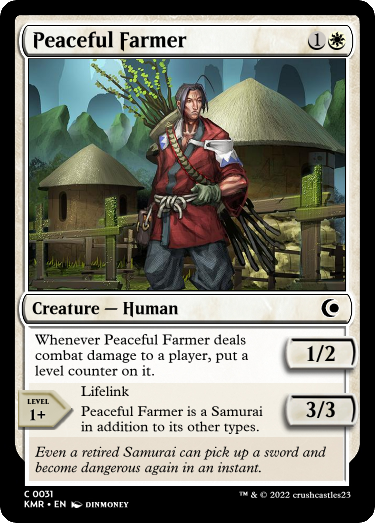 Peaceful Farmer 1
Creature — Human
Whenever Peaceful Farmer deals
combat damage to a player, put a
level counter on it.
1/2
LEVEL
1+
Lifelink
Peaceful Farmer is a Samurai
in addition to its other types.
3/3
Even a retired Samurai can pick up a sword and
become dangerous again in an instant.
C 0031
KMR • EN DINMONEY
™ & © 2022 crushcastles23